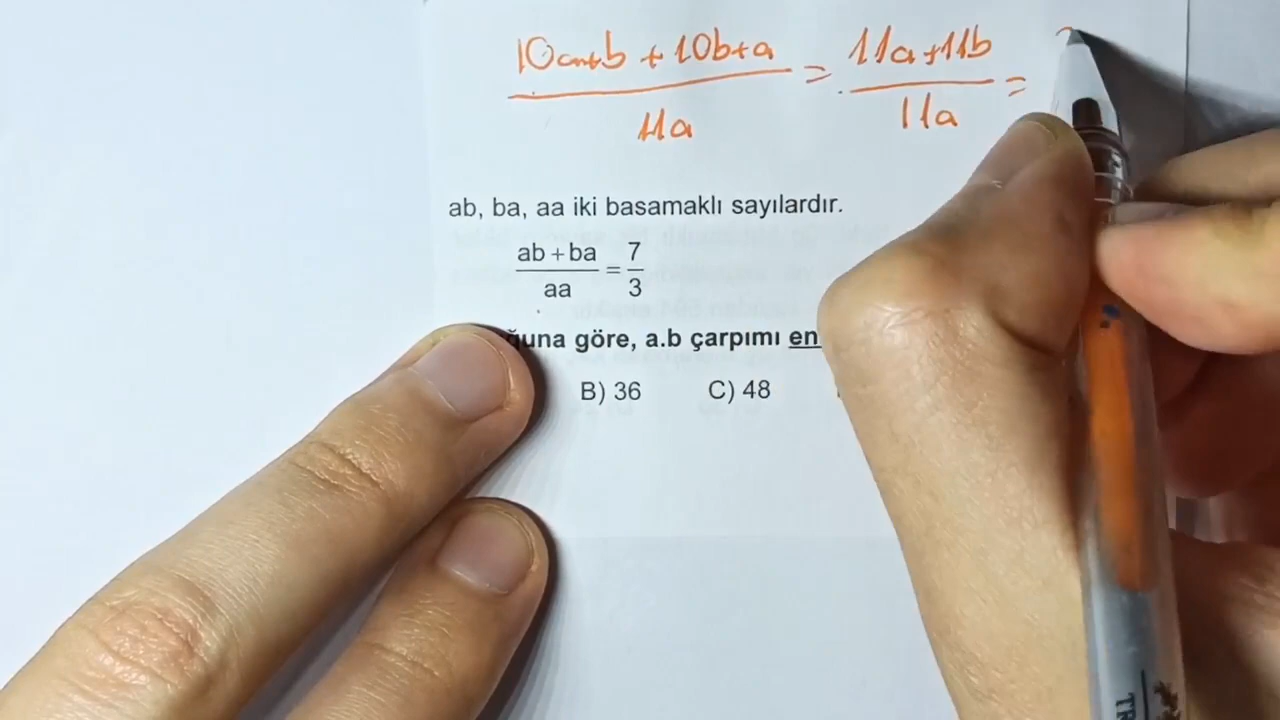 10a+b + 10b+a / 11a = 11a+11b / 11a =
ab, ba, aa iki basamaklı sayılardır.
ab + ba / aa = 7 / 3
göre, a.b çarpımı en
B) 36 C) 48